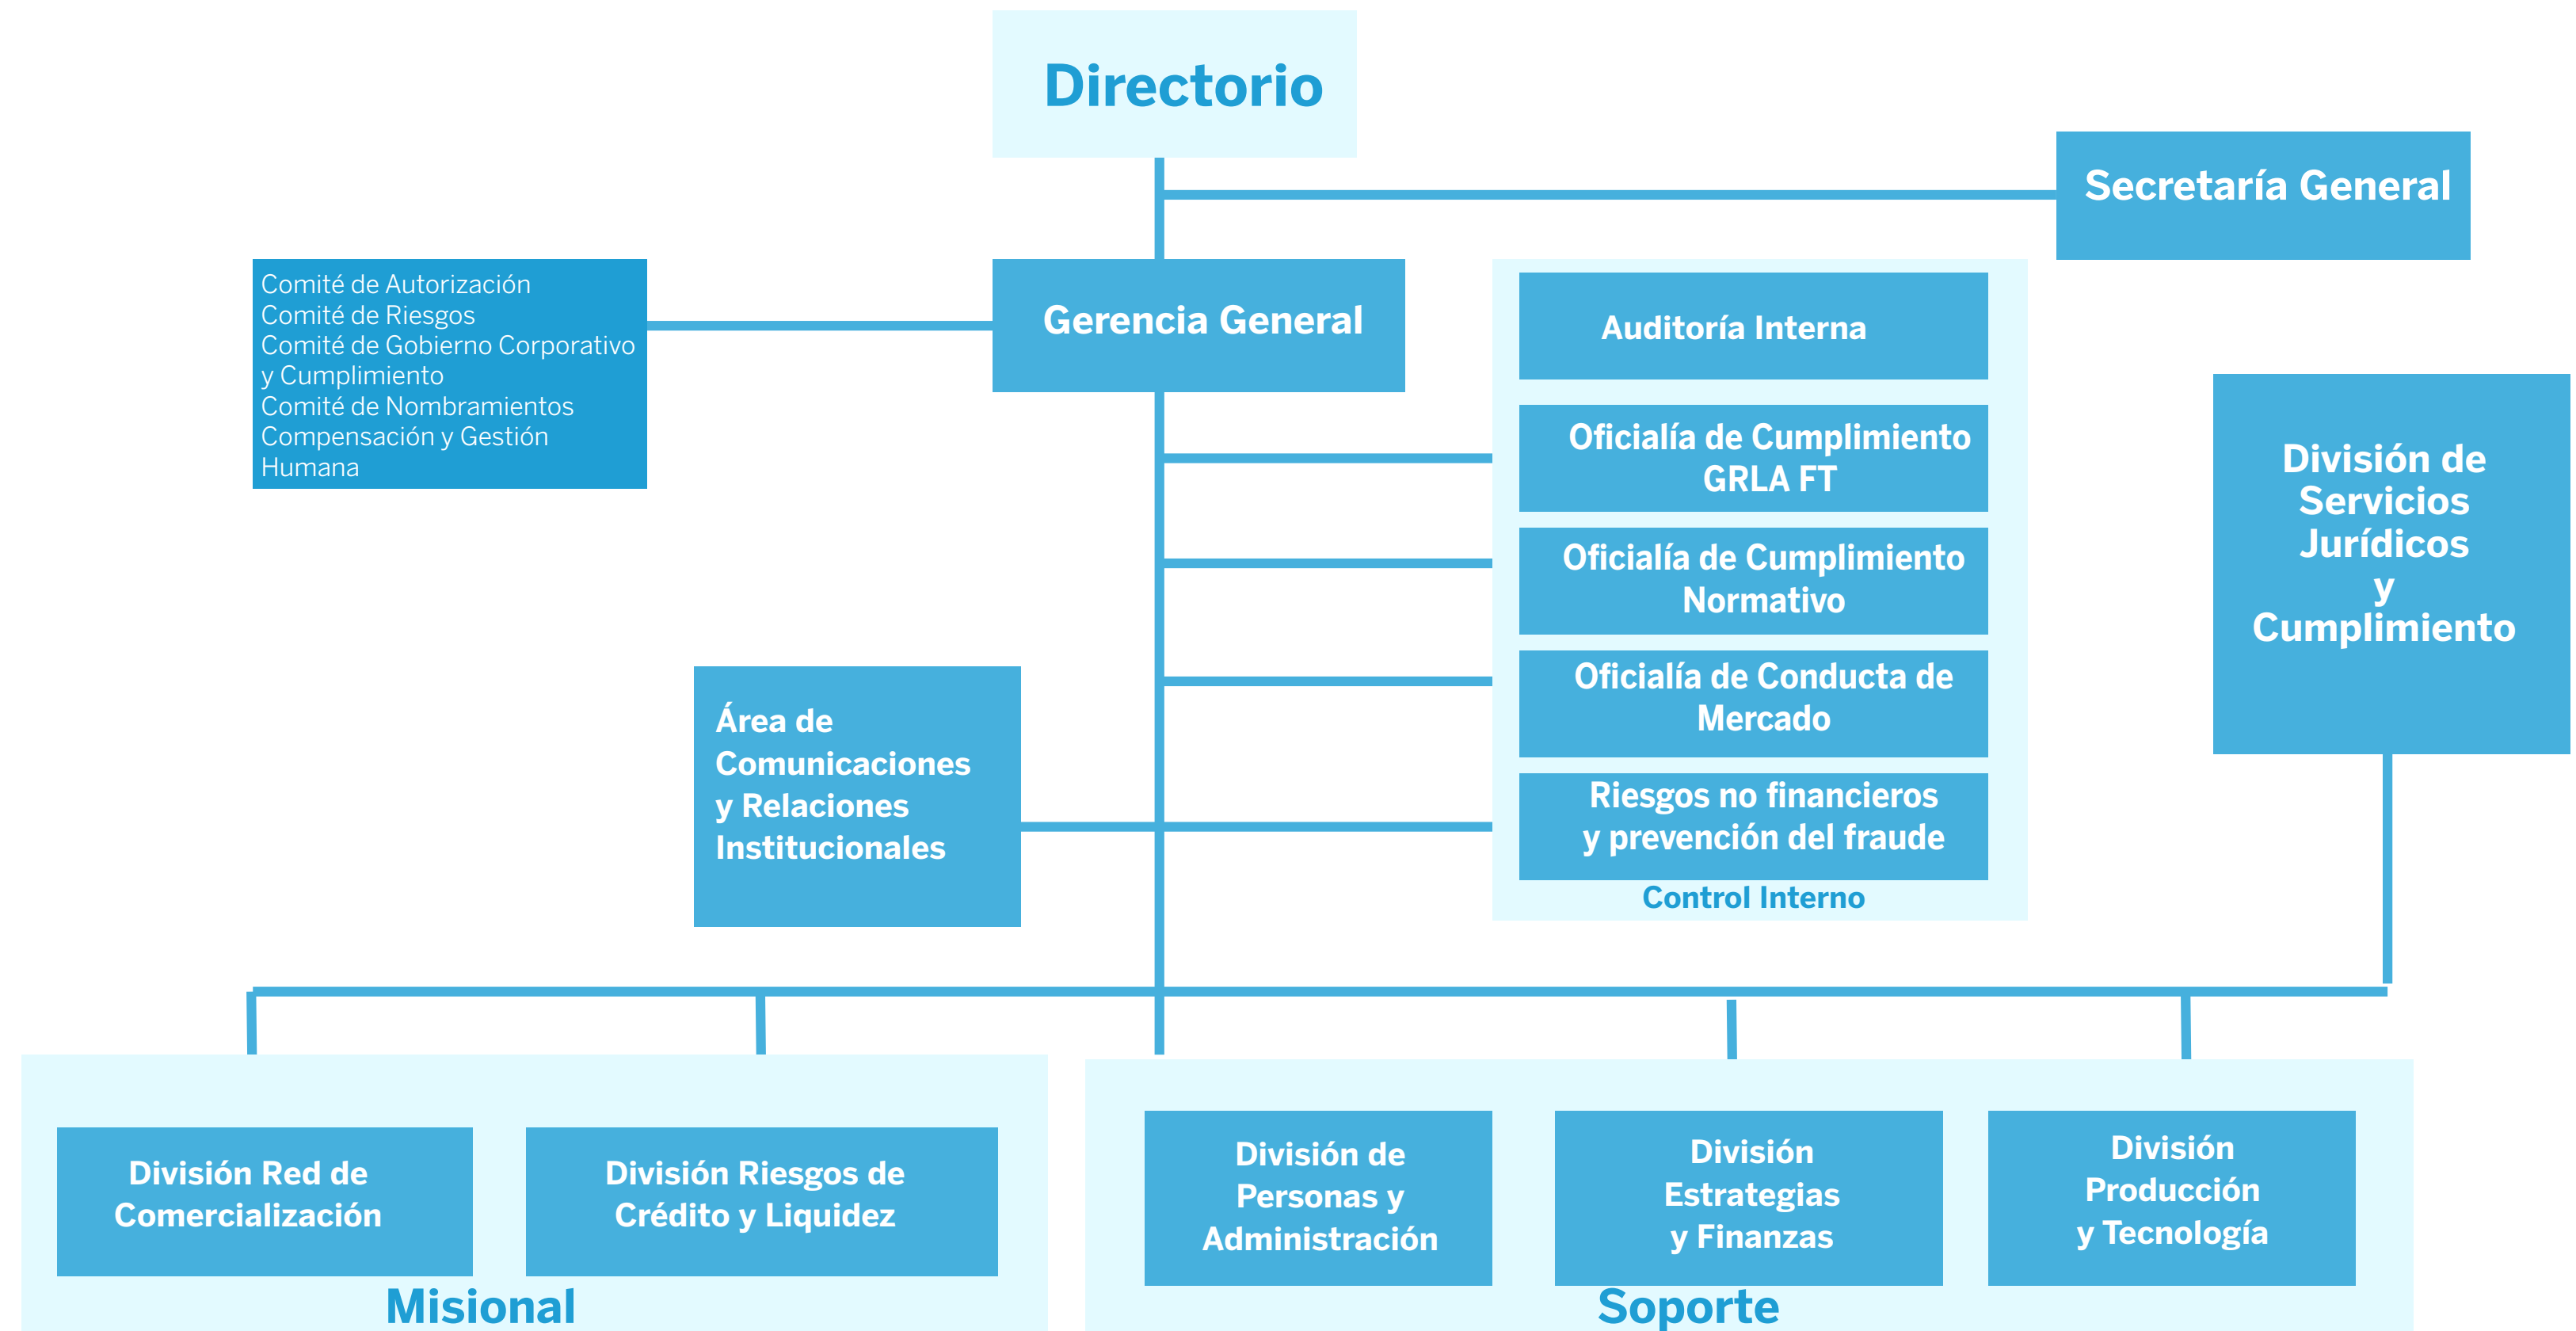 Directorio
Secretaría General
Comité de Autorización
Comité de Riesgos
Comité de Gobierno Corporativo
y Cumplimiento
Comité de Nombramientos
Compensación y Gestión
Humana
Gerencia General
Auditoría Interna
Oficialía de Cumplimiento
GRLA FT
Oficialía de Cumplimiento
Normativo
Oficialía de Conducta de
Mercado
Riesgos no financieros
y prevención del fraude
Control Interno
División de
Servicios
Jurídicos
y
Cumplimiento
Área de
Comunicaciones
y Relaciones
Institucionales
División Red de
Comercialización
División Riesgos de
Crédito y Liquidez
Misional
División de
Personas y
Administración
División
Estrategias
y Finanzas
División
Producción
y Tecnología
Soporte